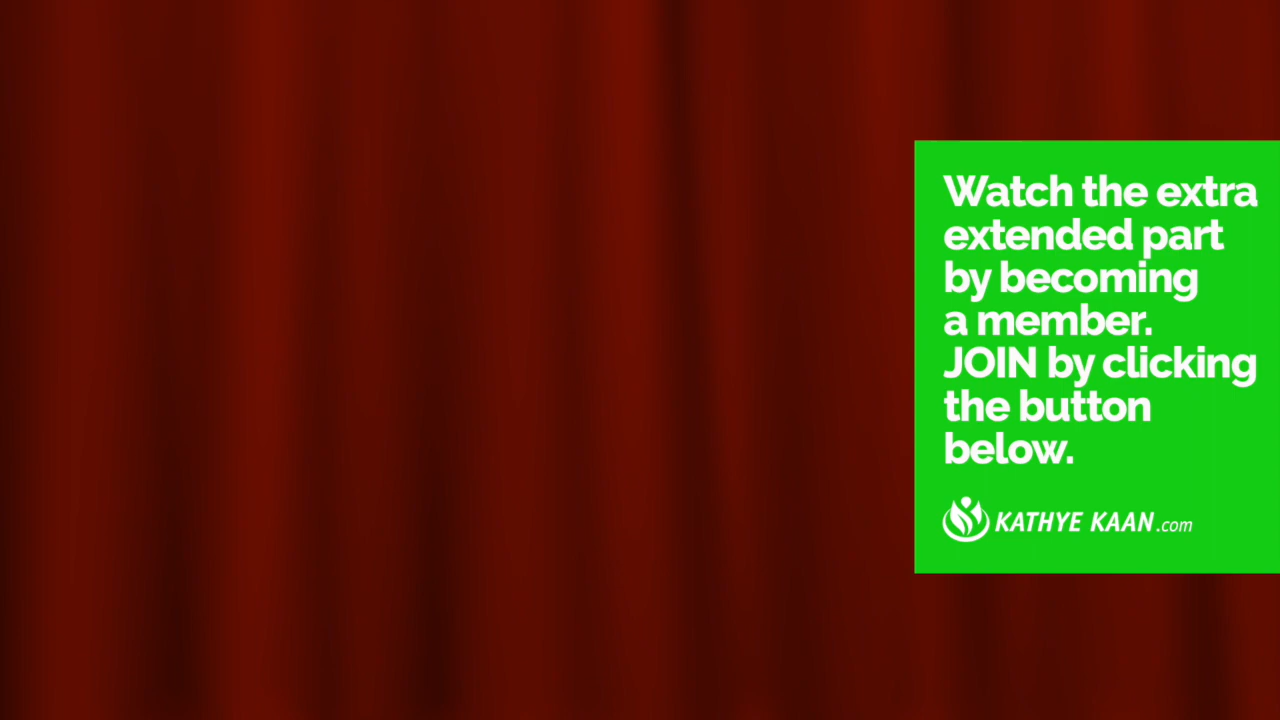 Watch the extra
extended part
by becoming
a member.
JOIN by clicking
the button
below.
KATHYE KAAN.com